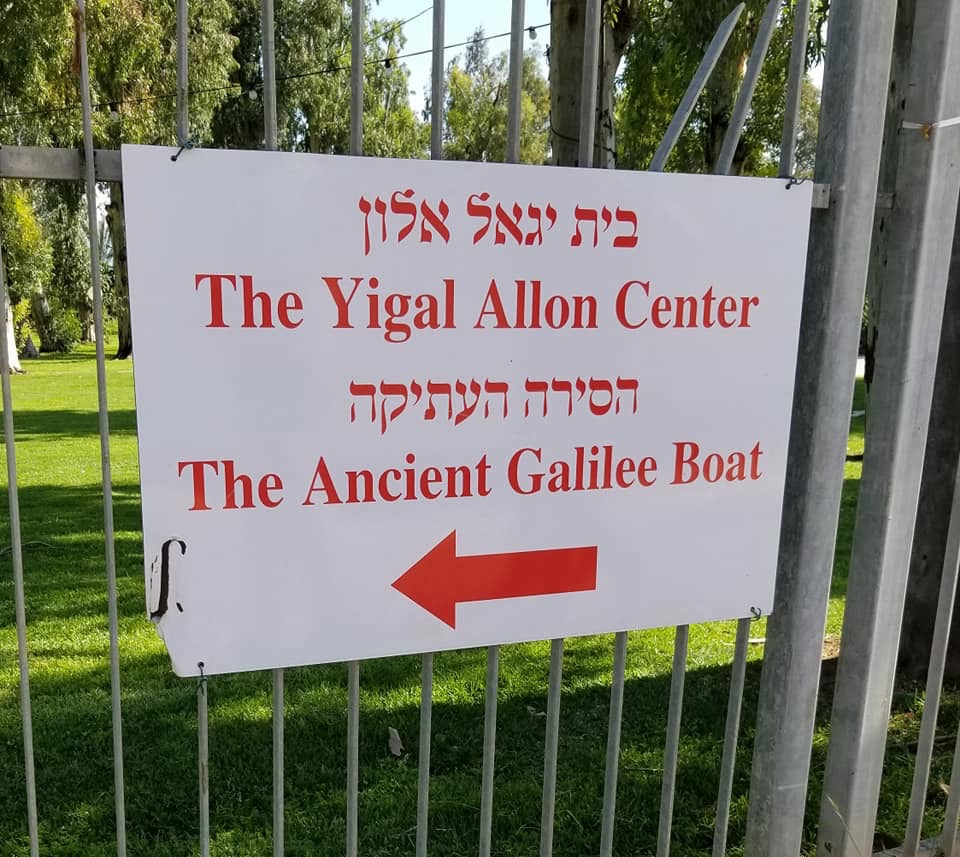 בית יגאל אלון
The Yigal Allon Center
הסירה העתיקה
The Ancient Galilee Boat